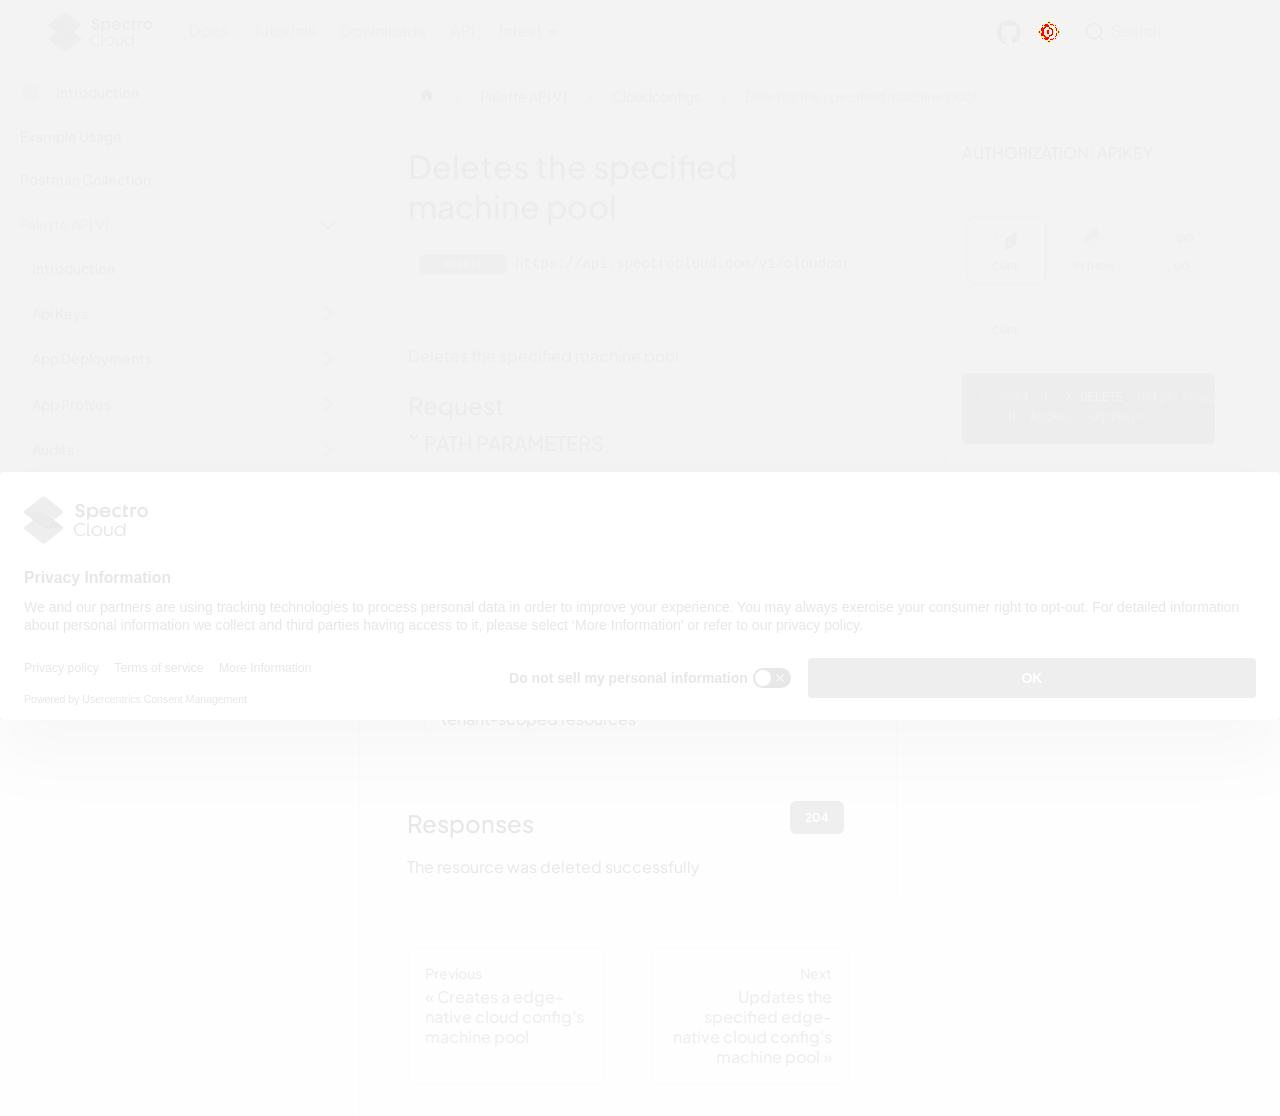 Spectro
Cloud
Docs Tutorials Downloads API latest
Search
Introduction
Palette API V1 Cloudconfigs Deletes the specified machine pool
Example Usage
Postman Collection
AUTHORIZATION: APIKEY
Deletes the specified
machine pool
Palette API V1
CURL PYTHON GO
DELETE https://api.spectrocloud.com/v1/cloudcon
Introduction
Api Keys
CURL
Deletes the specified machine pool
App Deployments
App Profiles
Request
DELETE
Audits
PATH PARAMETERS
Spectro
Cloud
Privacy Information
We and our partners are using tracking technologies to process personal data in order to improve your experience. You may always exercise your consumer right to opt-out. For detailed information
about personal information we collect and third parties having access to it, please select ‘More Information’ or refer to our privacy policy.
Privacy policy Terms of service More Information
Do not sell my personal information
OK
Powered by Usercentrics Consent Management
tenant-scoped resources
Responses
204
The resource was deleted successfully
Previous
« Creates a edge-
native cloud config's
machine pool
Next
Updates the
specified edge-
native cloud config's
machine pool »